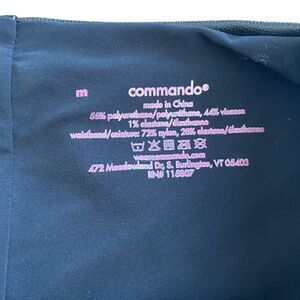 m
commando®
made in China
56% polyurethane/polyuréthane, 44% viscose
1% elastane/élasthanne
waistband/ceinture: 72% nylon, 28% elastane/élasthanne
wearecommando.com
472 Meadowland Dr, S. Burlington, VT 05403
RN# 115807